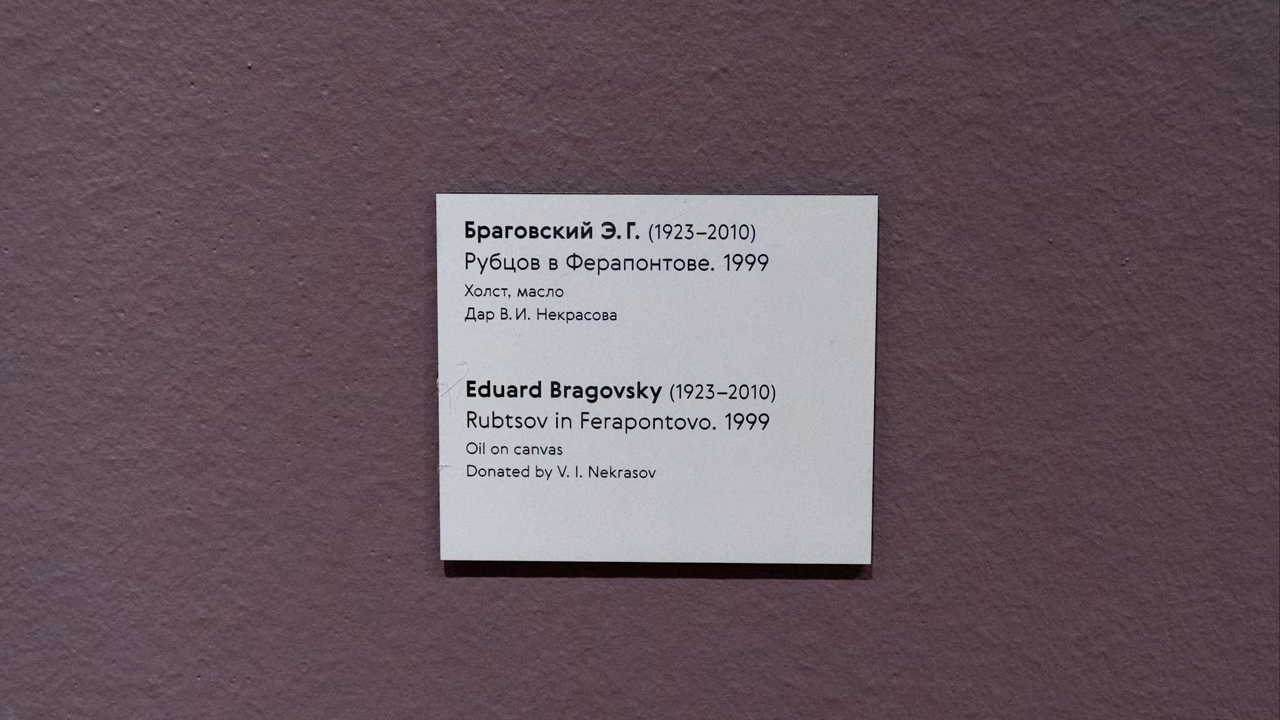 Браговский Э. Г. (1923–2010)
Рубцов в Ферапонтове. 1999
Холст, масло
Дар В. И. Некрасова
Eduard Bragovsky (1923–2010)
Rubtsov in Ferapontovo. 1999
Oil on canvas
Donated by V. I. Nekrasov